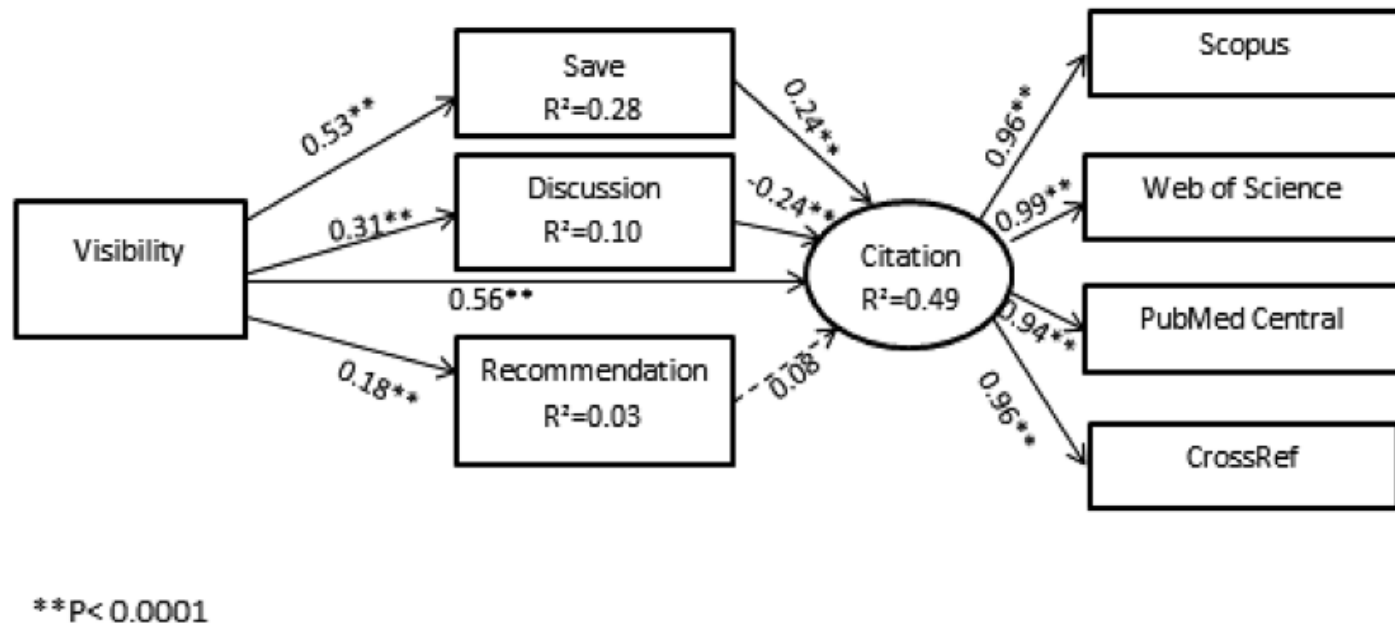 Visibility
0.53**
0.31**
0.56**
0.18**
Save
R²=0.28
Discussion
R²=0.10
Recommendation
R²=0.03
0.24**
-0.24**
0.08
Citation
R²=0.49
0.96**
0.99**
0.94**
0.96**
Scopus
Web of Science
PubMed Central
CrossRef
**P< 0.0001